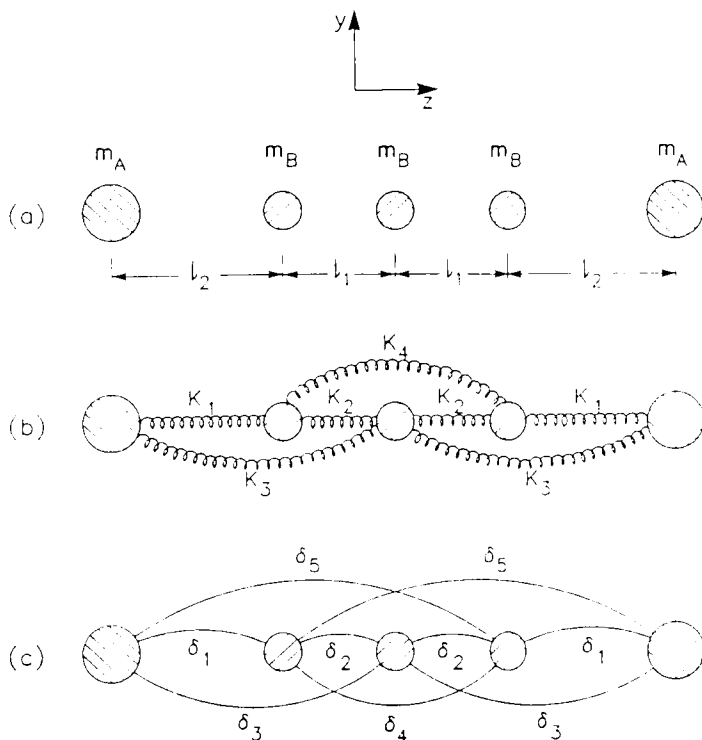 y
z
m_A m_B m_B m_B m_A
(a)
l_2 l_1 l_1 l_2
K_4
K_1 K_2 K_2 K_1
(b)
K_3 K_3
δ_5 δ_5
(c)
δ_1 δ_2 δ_2 δ_1
δ_3 δ_4 δ_3